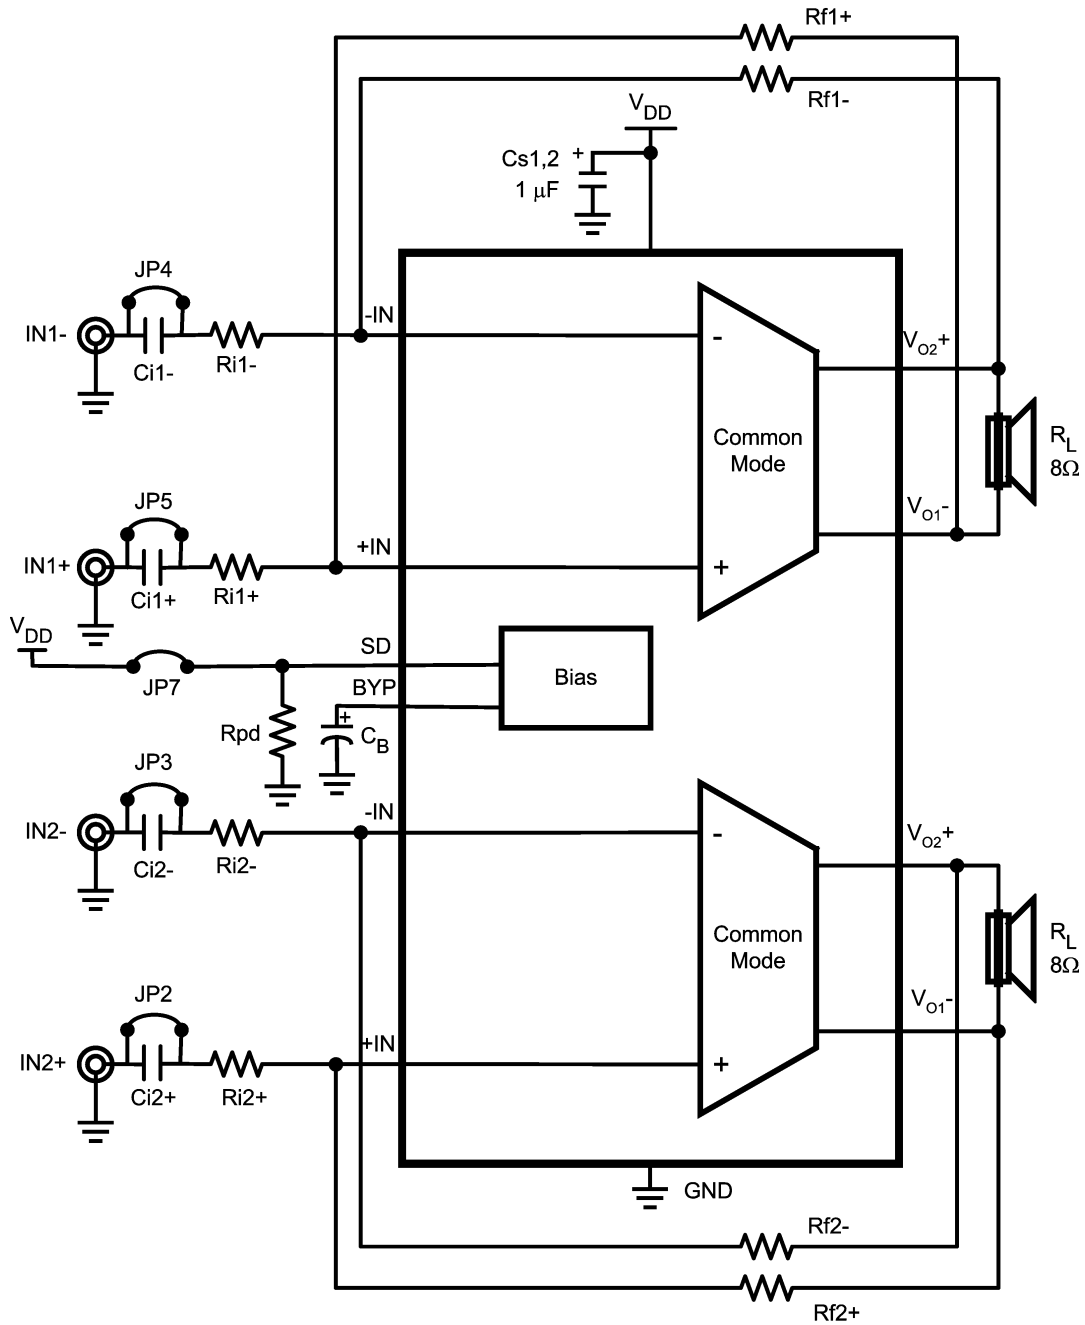 Rf1+
Rf1-
VDD
Cs1,2 +
1 μF
JP4
-IN
IN1-
Ci1-
Ri1-
-
VO2+
Common
Mode
RL
8Ω
JP5
VO1-
+IN
IN1+
+
Ci1+
Ri1+
VDD
SD
JP7
BYP
Bias
Rpd
+
CB
JP3
-IN
IN2-
Ci2-
Ri2-
-
VO2+
Common
Mode
RL
8Ω
JP2
VO1-
+IN
IN2+
+
Ci2+
Ri2+
GND
Rf2-
Rf2+